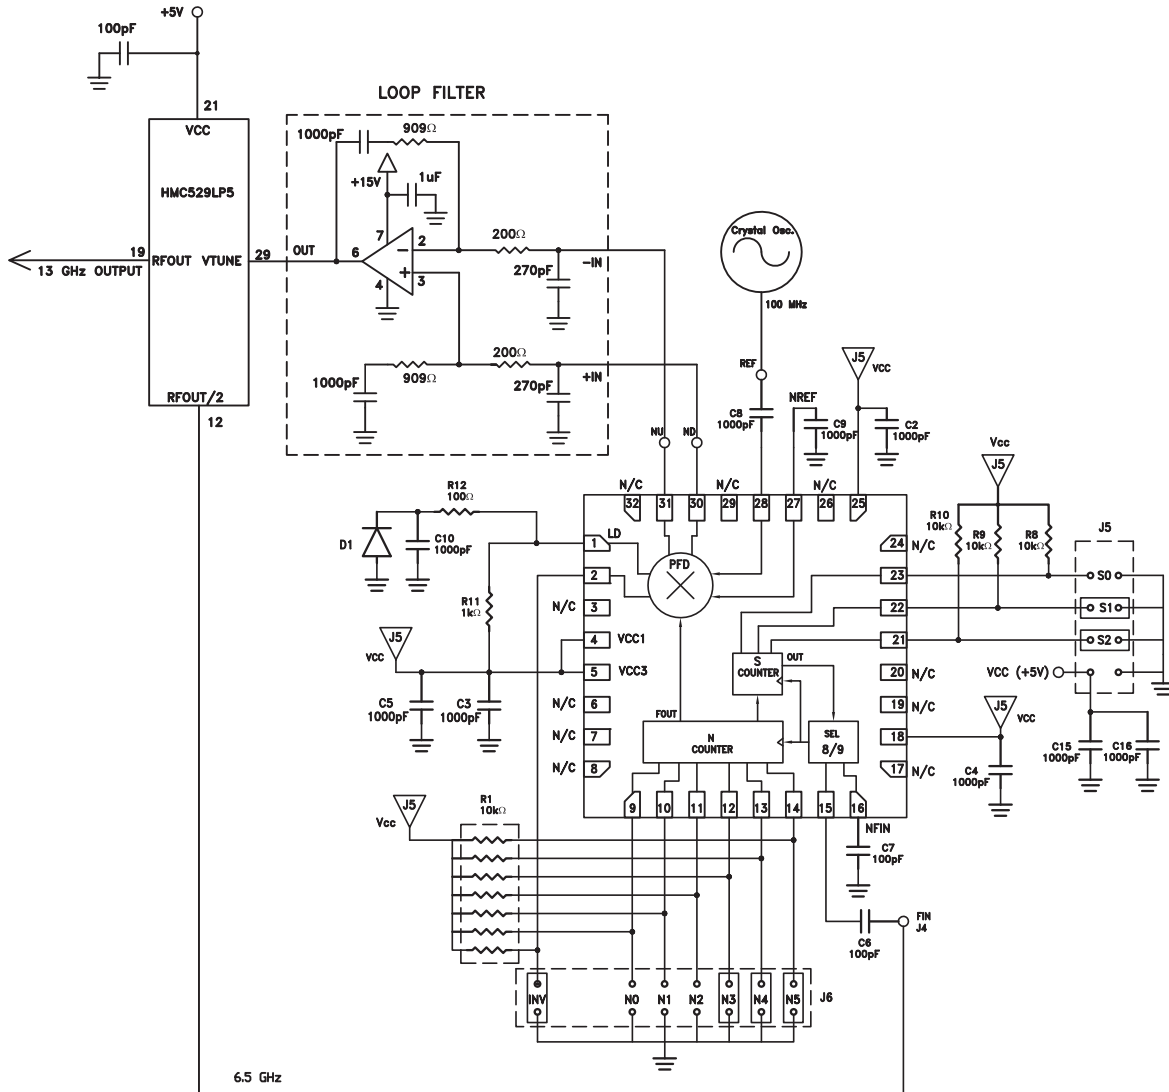 +5V
100pF
21
VCC
HMC529LP5
19
RFOUT VTUNE
29
13 GHz OUTPUT
RFOUT/2
12
LOOP FILTER
1000pF
909Ω
+15V
1uF
OUT
6
7
2
−
+
3
4
200Ω
270pF
-IN
1000pF
909Ω
200Ω
270pF
+IN
Crystal Osc.
100 MHz
REF
C8
1000pF
NREF
C9
1000pF
J5
VCC
C2
1000pF
NU
ND
N/C
N/C
N/C
32
31
30
29
28
27
26
25
R12
100Ω
D1
C10
1000pF
R11
1kΩ
1
LD
2
N/C
3
4
VCC1
5
VCC3
N/C
6
N/C
7
N/C
8
J5
VCC
C5
1000pF
C3
1000pF
PFD
S
COUNTER
OUT
FOUT
N
COUNTER
SEL
8/9
24
N/C
23
22
21
20
N/C
19
N/C
18
17
N/C
Vcc
J5
R10
10kΩ
R9
10kΩ
R8
10kΩ
J5
S0
S1
S2
VCC (+5V)
J5
VCC
C4
1000pF
C15
1000pF
C16
1000pF
9
10
11
12
13
14
15
16
NFIN
C7
100pF
J5
Vcc
R1
10kΩ
C6
100pF
FIN
J4
INV
N0
N1
N2
N3
N4
N5
J6
6.5 GHz